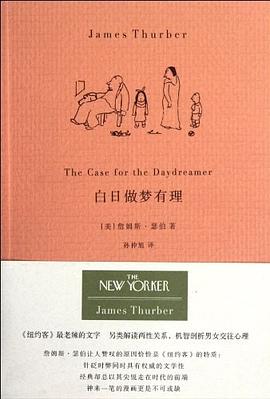 James Thurber
The Case for the Daydreamer
白日做梦有理
[美] 詹姆斯·瑟伯 著
孙仲旭 译
THE
NEW YORKER
James Thurber
《纽约客》最老辣的文字 另类解读两性关系，机智剖析男女交往心理
詹姆斯·瑟伯让人赞叹的原因恰恰是《纽约客》的特质：
针砭时弊同时具有权威的文学性
经典却总以其尖锐走在时代的前端
神来一笔的漫画更是不可或缺